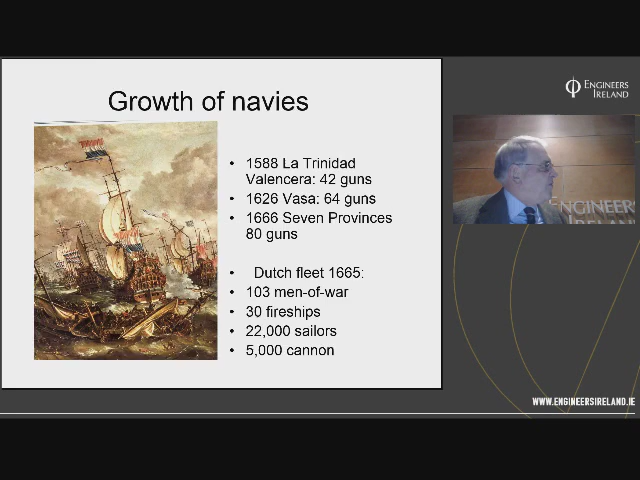 Growth of navies
• 1588 La Trinidad
Valencera: 42 guns
• 1626 Vasa: 64 guns
• 1666 Seven Provinces
80 guns
• Dutch fleet 1665:
• 103 men-of-war
• 30 fireships
• 22,000 sailors
• 5,000 cannon
ENGINEERS
IRELAND
ENGINEERS
IRELAND
WWW.ENGINEERSIRELAND.IE